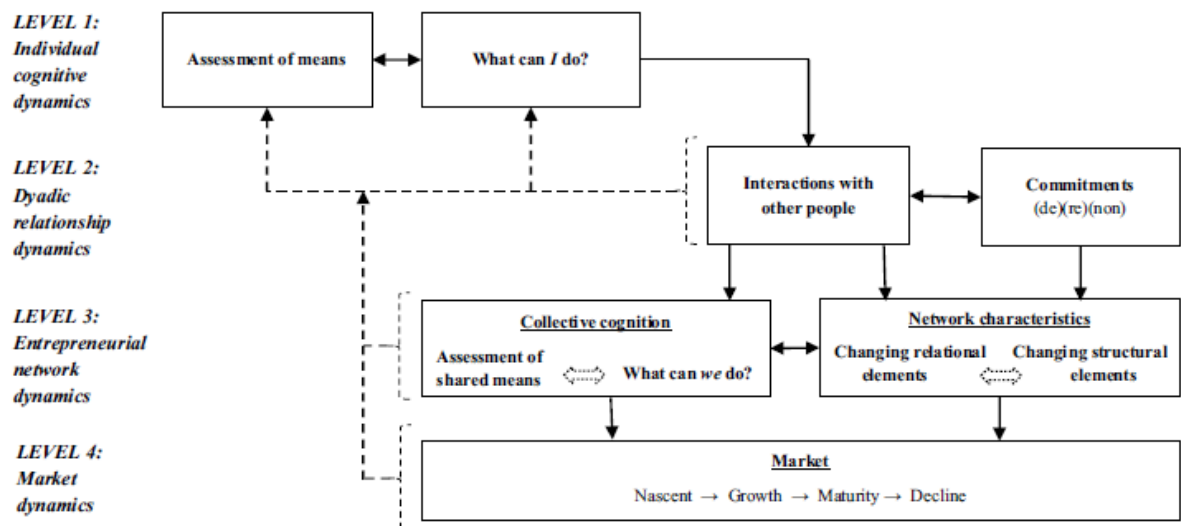 LEVEL 1:
Individual
cognitive
dynamics
Assessment of means
What can I do?
LEVEL 2:
Dyadic
relationship
dynamics
Interactions with
other people
Commitments
(de)(re)(non)
LEVEL 3:
Entrepreneurial
network
dynamics
Collective cognition
Assessment of
shared means
What can we do?
Network characteristics
Changing relational
elements
Changing structural
elements
LEVEL 4:
Market
dynamics
Market
Nascent → Growth → Maturity → Decline